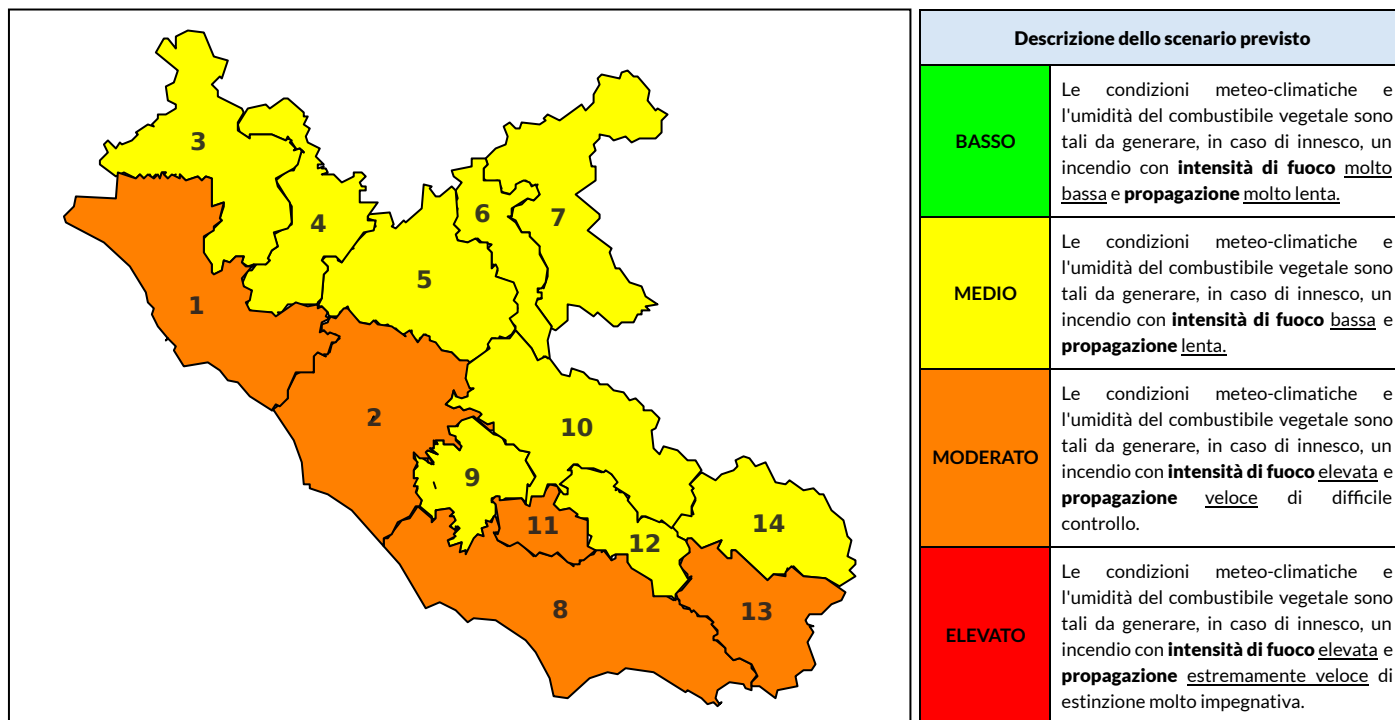 3
4
6
7
5
1
2
10
9
11
12
14
8
13
Descrizione dello scenario previsto
BASSO
Le condizioni meteo-climatiche e
l'umidità del combustibile vegetale sono
tali da generare, in caso di innesco, un
incendio con intensità di fuoco molto
bassa e propagazione molto lenta.
MEDIO
Le condizioni meteo-climatiche e
l'umidità del combustibile vegetale sono
tali da generare, in caso di innesco, un
incendio con intensità di fuoco bassa e
propagazione lenta.
MODERATO
Le condizioni meteo-climatiche e
l'umidità del combustibile vegetale sono
tali da generare, in caso di innesco, un
incendio con intensità di fuoco elevata e
propagazione veloce di difficile
controllo.
ELEVATO
Le condizioni meteo-climatiche e
l'umidità del combustibile vegetale sono
tali da generare, in caso di innesco, un
incendio con intensità di fuoco elevata e
propagazione estremamente veloce di
estinzione molto impegnativa.